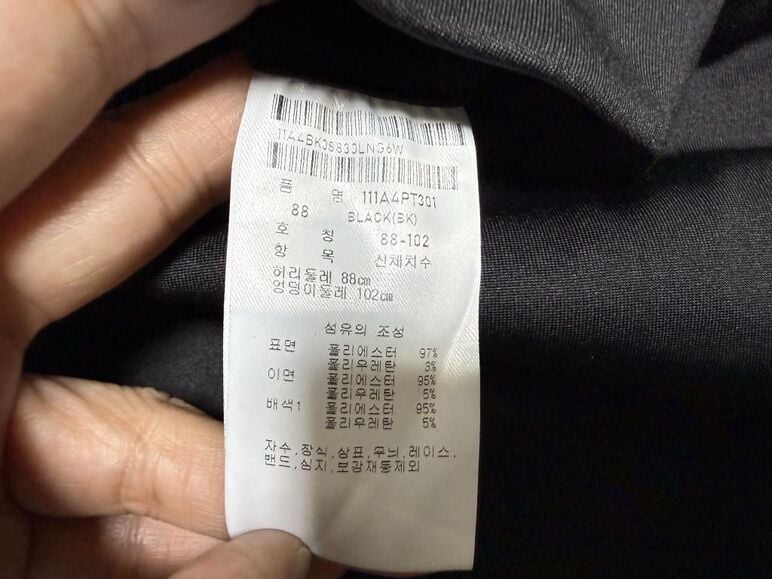 품 명 111A4PT301
88 BLACK(BK)
호 칭 88-102
항 목 신체치수
허리둘레 88cm
엉덩이둘레 102cm
섬유의 조성
표면 폴리에스터 97%
폴리우레탄 3%
이면 폴리에스터 95%
폴리우레탄 5%
배색1 폴리에스터 95%
폴리우레탄 5%
자수,장식,상표,무늬,레이스,
밴드,심지,보강재등제외